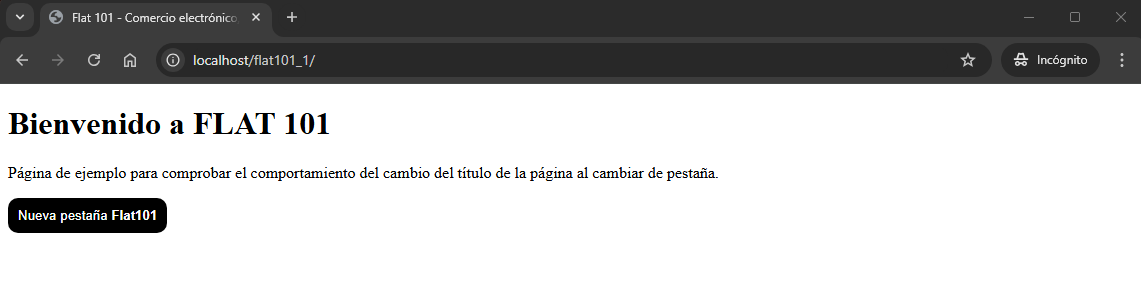 Flat 101 - Comercio electrónico,
localhost/flat101_1/
Incógnito
Bienvenido a FLAT 101
Página de ejemplo para comprobar el comportamiento del cambio del título de la página al cambiar de pestaña.
Nueva pestaña Flat101